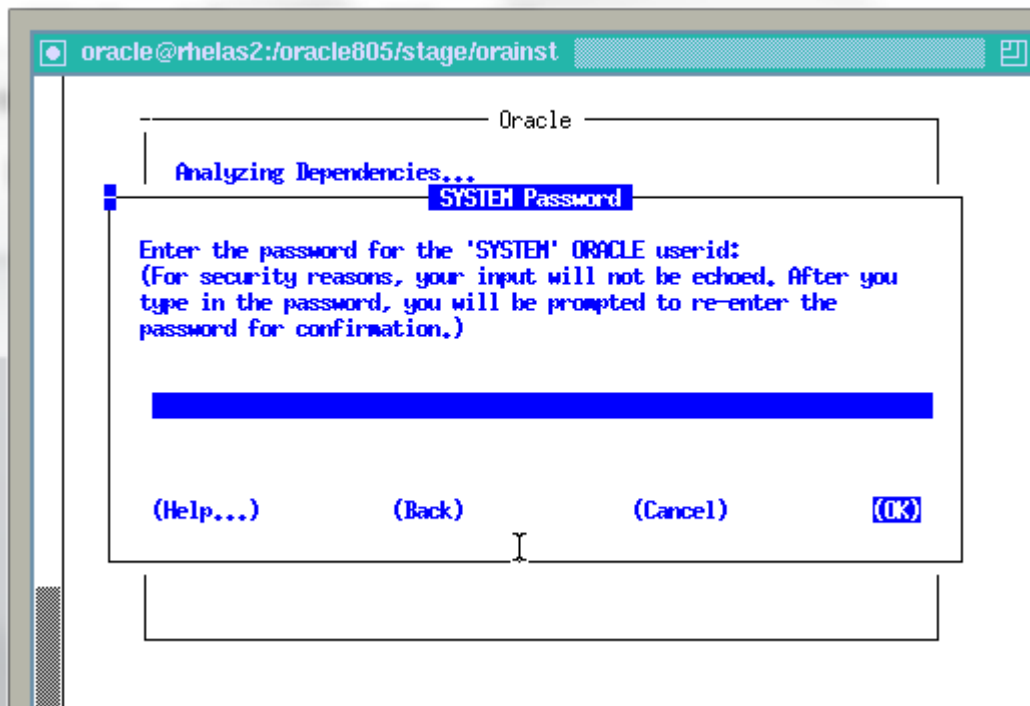 oracle@rhelas2:/oracle805/stage/orainst
Oracle
Analyzing Dependencies...
SYSTEM Password
Enter the password for the 'SYSTEM' ORACLE userid:
(For security reasons, your input will not be echoed. After you
type in the password, you will be prompted to re-enter the
password for confirmation.)
(Help...) (Back) (Cancel) (OK)